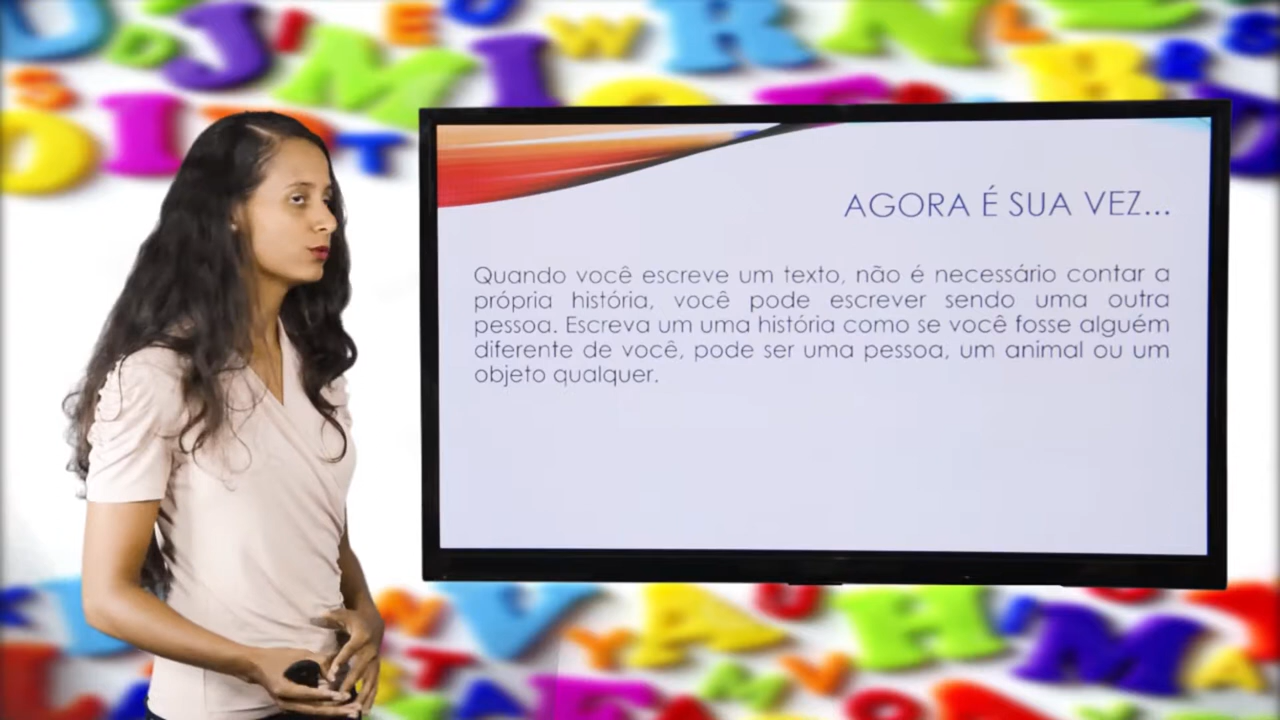 AGORA É SUA VEZ...
Quando você escreve um texto, não é necessário contar a
própria história, você pode escrever sendo uma outra
pessoa. Escreva um uma história como se você fosse alguém
diferente de você, pode ser uma pessoa, um animal ou um
objeto qualquer.